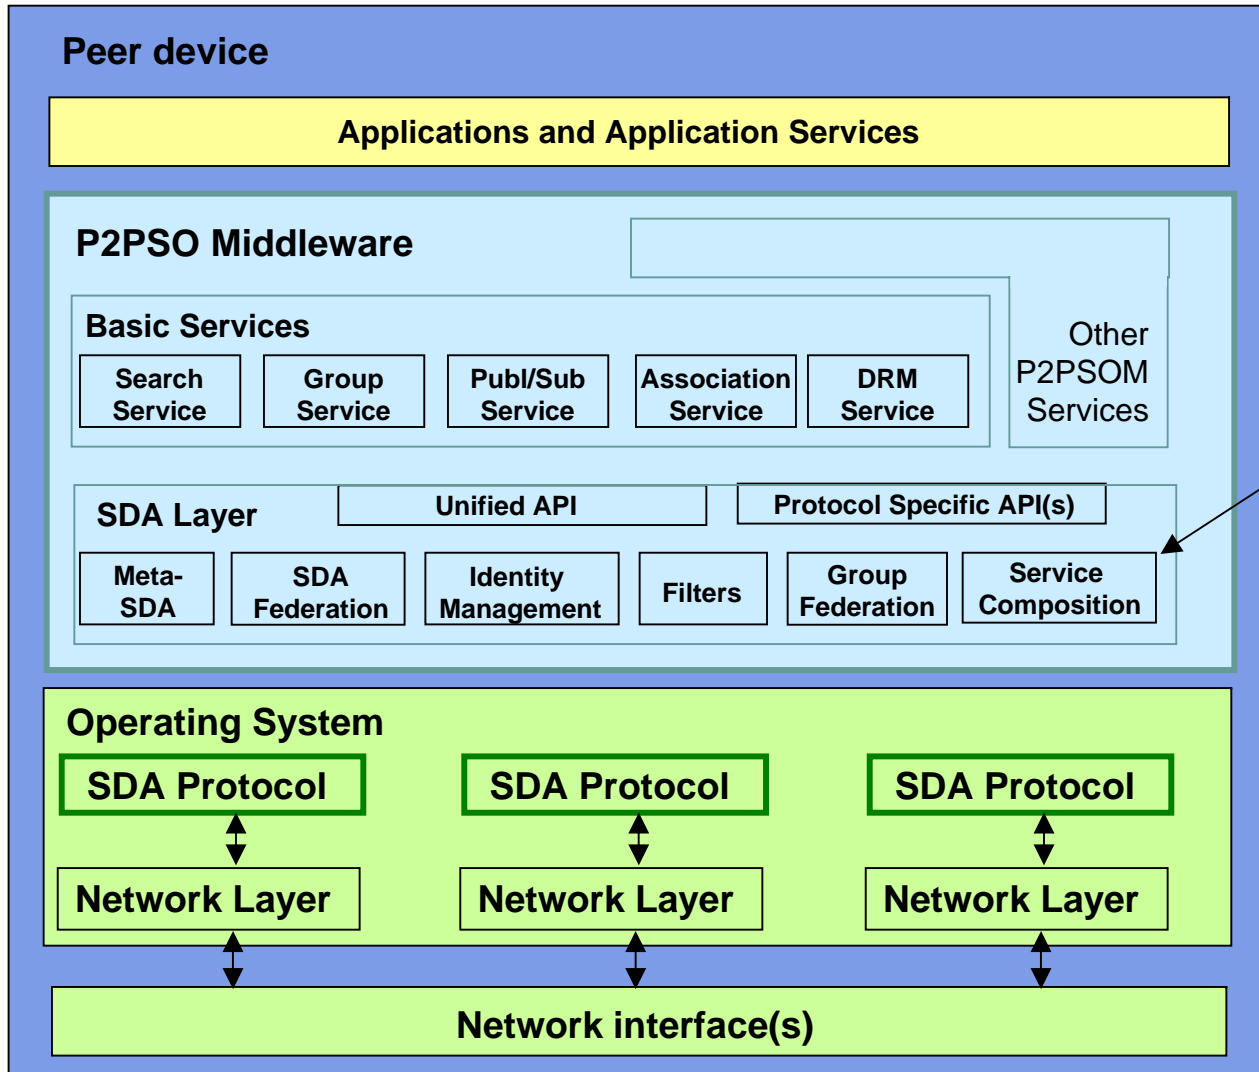 Peer device
Applications and Application Services
P2PSO Middleware
Basic Services
Search
Service
Group
Service
Publ/Sub
Service
Association
Service
DRM
Service
Other
P2PSOM
Services
SDA Layer
Unified API
Protocol Specific API(s)
Meta-
SDA
SDA
Federation
Identity
Management
Filters
Group
Federation
Service
Composition
Operating System
SDA Protocol
SDA Protocol
SDA Protocol
Network Layer
Network Layer
Network Layer
Network interface(s)